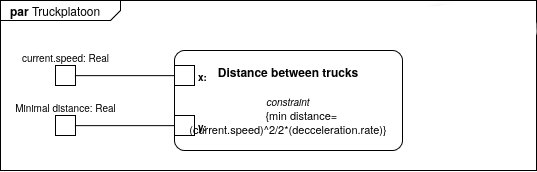 par Truckplatoon
current.speed: Real
x:
Distance between trucks
Minimal distance: Real
y:
constraint
{min distance=
(current.speed)^2/2*(decceleration.rate)}